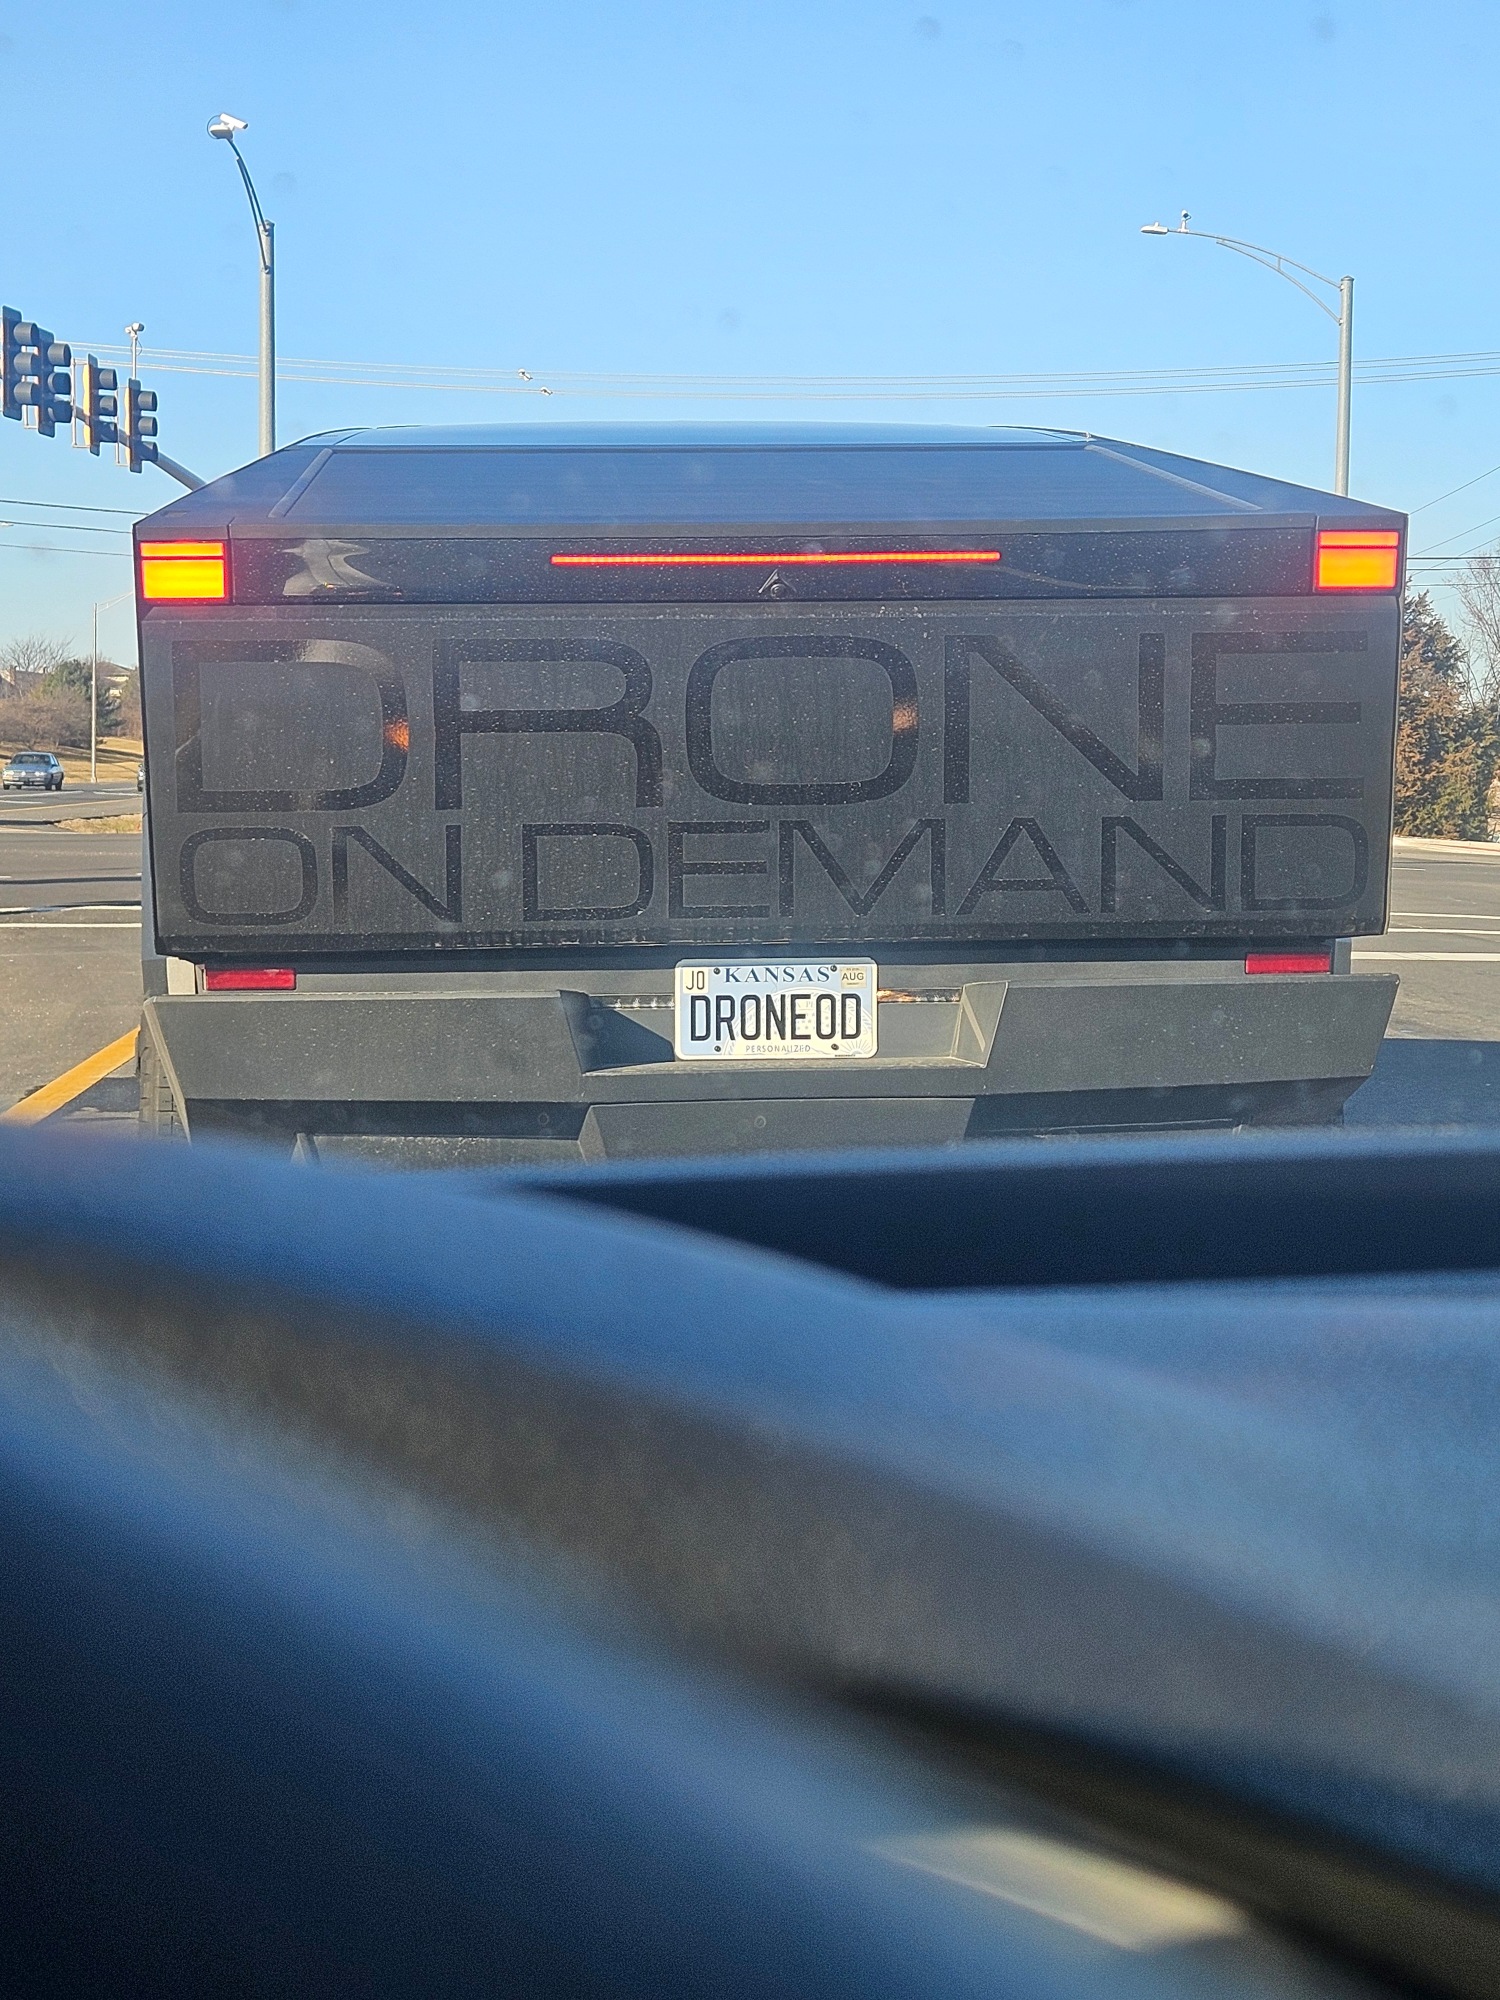 DRONE
ON DEMAND
JO KANSAS AUG
DRONEOD
PERSONALIZED